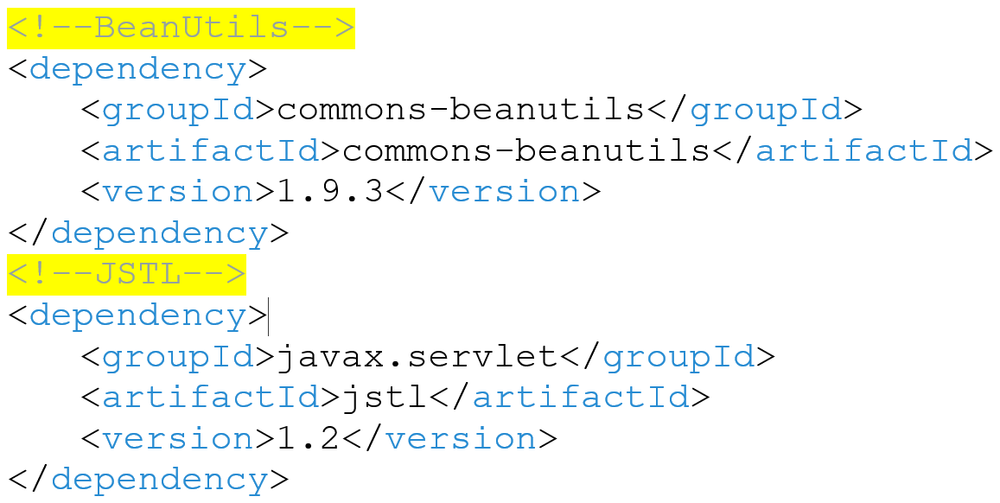 <!--BeanUtils-->
<dependency>
    <groupId>commons-beanutils</groupId>
    <artifactId>commons-beanutils</artifactId>
    <version>1.9.3</version>
</dependency>
<!--JSTL-->
<dependency>
    <groupId>javax.servlet</groupId>
    <artifactId>jstl</artifactId>
    <version>1.2</version>
</dependency>